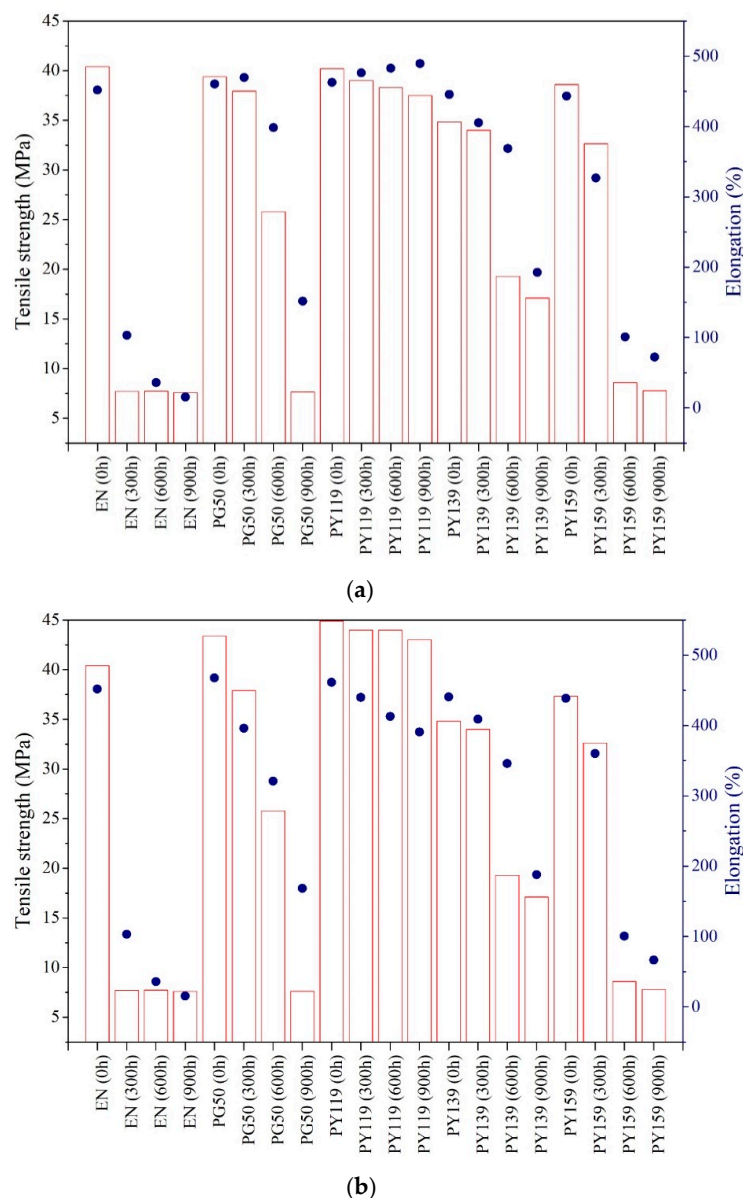 45
40
35
30
25
20
15
10
5
Tensile strength (MPa)
500
400
300
200
100
0
Elongation (%)
EN (0h)
EN (300h)
EN (600h)
EN (900h)
PG50 (0h)
PG50 (300h)
PG50 (600h)
PG50 (900h)
PY119 (0h)
PY119 (300h)
PY119 (600h)
PY119 (900h)
PY139 (0h)
PY139 (300h)
PY139 (600h)
PY139 (900h)
PY159 (0h)
PY159 (300h)
PY159 (600h)
PY159 (900h)
(a)
45
40
35
30
25
20
15
10
5
Tensile strength (MPa)
500
400
300
200
100
0
Elongation (%)
EN (0h)
EN (300h)
EN (600h)
EN (900h)
PG50 (0h)
PG50 (300h)
PG50 (600h)
PG50 (900h)
PY119 (0h)
PY119 (300h)
PY119 (600h)
PY119 (900h)
PY139 (0h)
PY139 (300h)
PY139 (600h)
PY139 (900h)
PY159 (0h)
PY159 (300h)
PY159 (600h)
PY159 (900h)
(b)